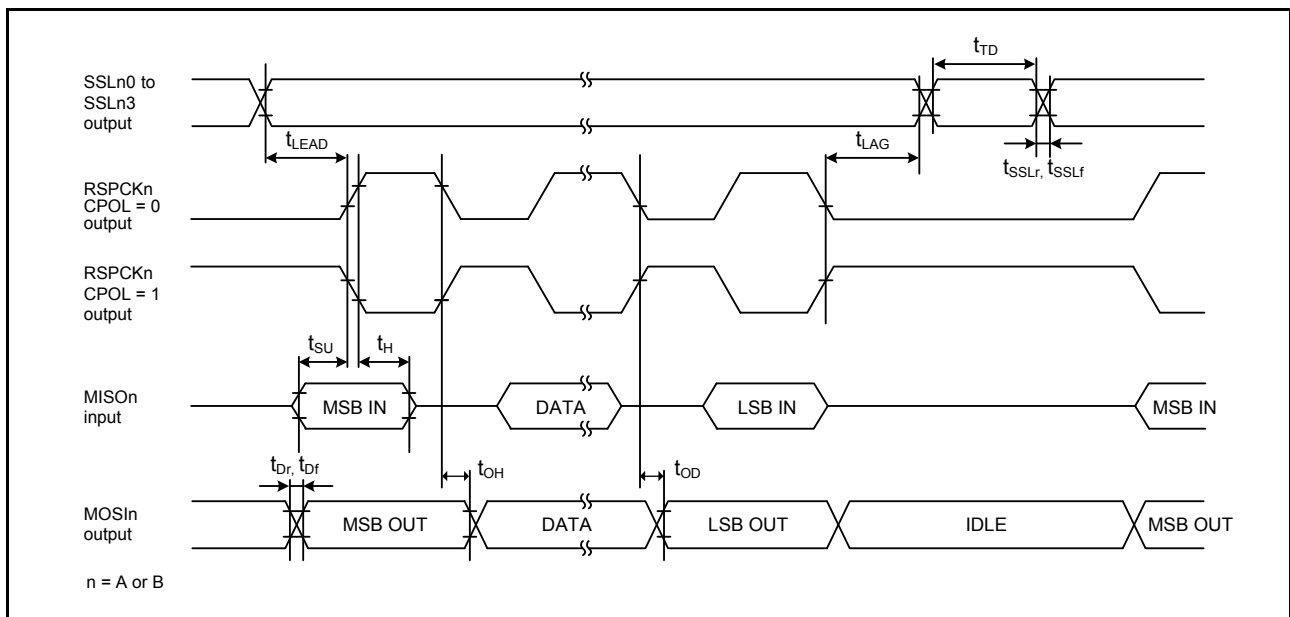 SSLn0 to
SSLn3
output
tTD
tLEAD
tLAG
tSSLr, tSSLf
RSPCKn
CPOL = 0
output
RSPCKn
CPOL = 1
output
tSU
tH
MISOn
input
MSB IN
DATA
LSB IN
MSB IN
tDr, tDf
tOH
tOD
MOSIn
output
MSB OUT
DATA
LSB OUT
IDLE
MSB OUT
n = A or B